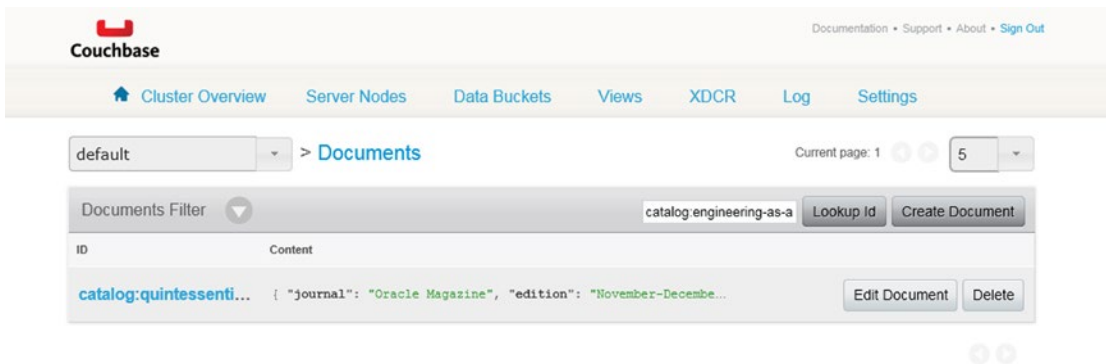 Couchbase
Documentation • Support • About • Sign Out
Cluster Overview Server Nodes Data Buckets Views XDCR Log Settings
default > Documents Current page: 1 5
Documents Filter catalog:engineering-as-a Lookup Id Create Document
ID Content
catalog:quintessenti... { "journal": "Oracle Magazine", "edition": "November-Decembe... Edit Document Delete